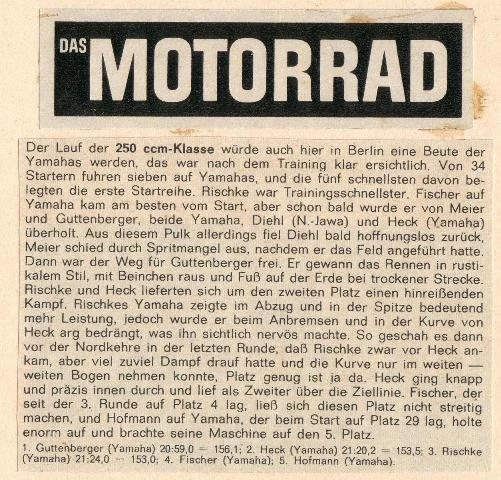 DAS MOTORRAD
Der Lauf der 250 ccm-Klasse würde auch hier in Berlin eine Beute der
Yamahas werden, das war nach dem Training klar ersichtlich. Von 34
Startern fuhren sieben auf Yamahas, und die fünf schnellsten davon be-
legten die erste Startreihe. Rischke war Trainingsschnellster. Fischer auf
Yamaha kam am besten vom Start, aber schon bald wurde er von Meier
und Guttenberger, beide Yamaha, Diehl (N.-Jawa) und Heck (Yamaha)
überholt. Aus diesem Pulk allerdings fiel Diehl bald hoffnungslos zurück,
Meier schied durch Spritmangel aus, nachdem er das Feld angeführt hatte.
Dann war der Weg für Guttenberger frei. Er gewann das Rennen in rusti-
kalem Stil, mit Beinchen raus und Fuß auf der Erde bei trockener Strecke.
Rischke und Heck lieferten sich um den zweiten Platz einen hinreißenden
Kampf. Rischkes Yamaha zeigte im Abzug und in der Spitze bedeutend
mehr Leistung, jedoch wurde er beim Anbremsen und in der Kurve von
Heck arg bedrängt, was ihn sichtlich nervös machte. So geschah es dann
vor der Nordkehre in der letzten Runde, daß Rischke zwar vor Heck an-
kam, aber viel zuviel Dampf drauf hatte und die Kurve nur im weiten —
weiten Bogen nehmen konnte, Platz genug ist ja da. Heck ging knapp
und präzis innen durch und lief als Zweiter über die Ziellinie. Fischer, der
seit der 3. Runde auf Platz 4 lag, ließ sich diesen Platz nicht streitig
machen, und Hofmann auf Yamaha, der beim Start auf Platz 29 lag, holte
enorm auf und brachte seine Maschine auf den 5. Platz.
1. Guttenberger (Yamaha) 20:59,0 = 156,1; 2. Heck (Yamaha) 21:20,2 = 153,5; 3. Rischke
(Yamaha) 21:24,0 = 153,0; 4. Fischer (Yamaha); 5. Hofmann (Yamaha).